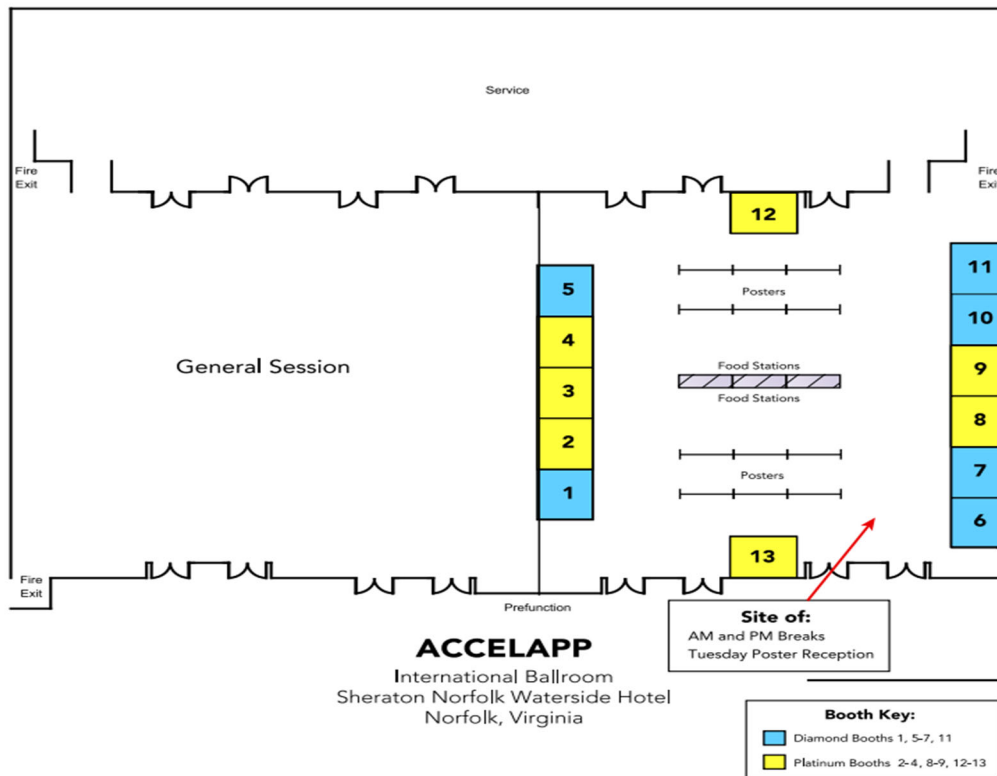 Service
Fire
Exit
Fire
Exit
12
11
5
Posters
10
4
General Session
Food Stations
9
3
Food Stations
8
2
7
Posters
1
6
13
Fire
Exit
Prefunction
Site of:
AM and PM Breaks
Tuesday Poster Reception
ACCELAPP
International Ballroom
Sheraton Norfolk Waterside Hotel
Norfolk, Virginia
Booth Key:
Diamond Booths 1, 5-7, 11
Platinum Booths 2-4, 8-9, 12-13